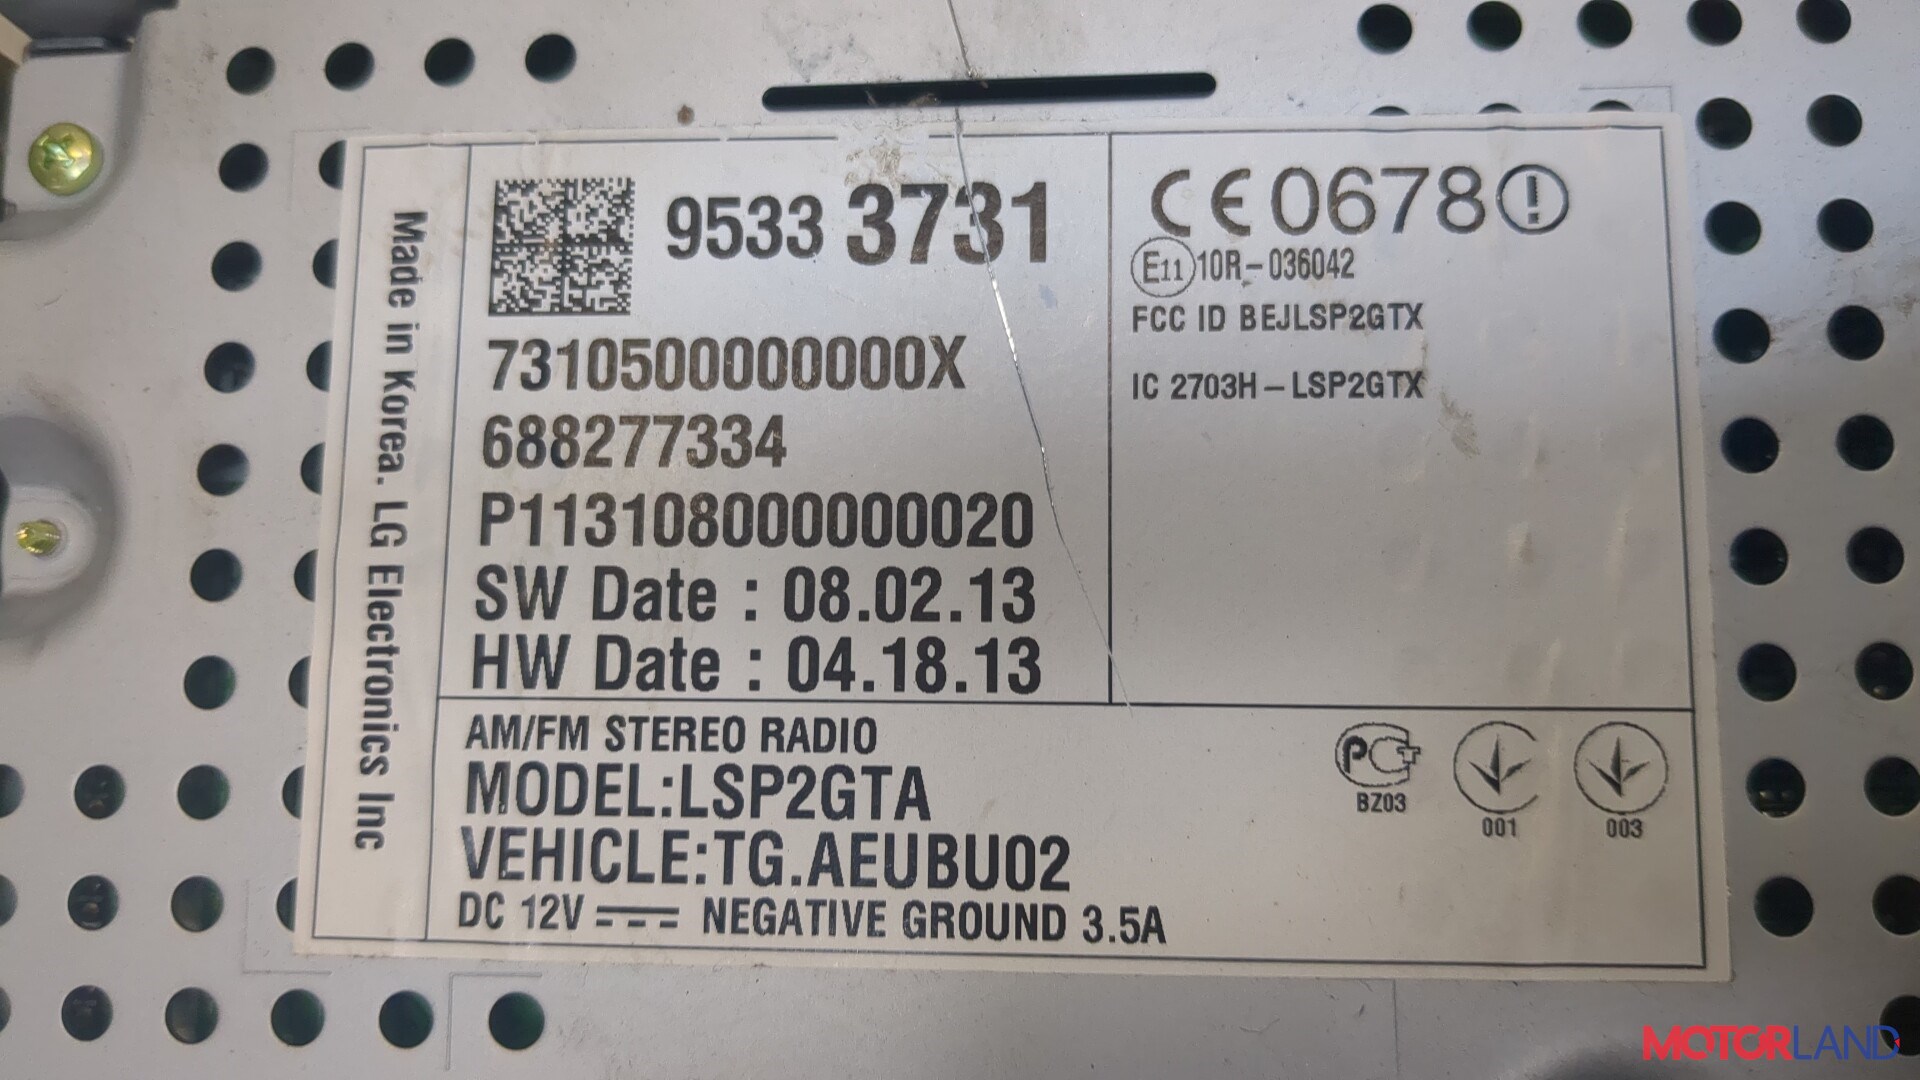 Made in Korea. LG Electronics Inc
9533 3731
7310500000000X
688277334
P113108000000020
SW Date : 08.02.13
HW Date : 04.18.13
CE0678!
E11 10R-036042
FCC ID BEJLSP2GTX
IC 2703H-LSP2GTX
AM/FM STEREO RADIO
MODEL:LSP2GTA
VEHICLE:TG.AEUBU02
DC 12V NEGATIVE GROUND 3.5A
PCT
BZ03
001
003
MOTORLAND